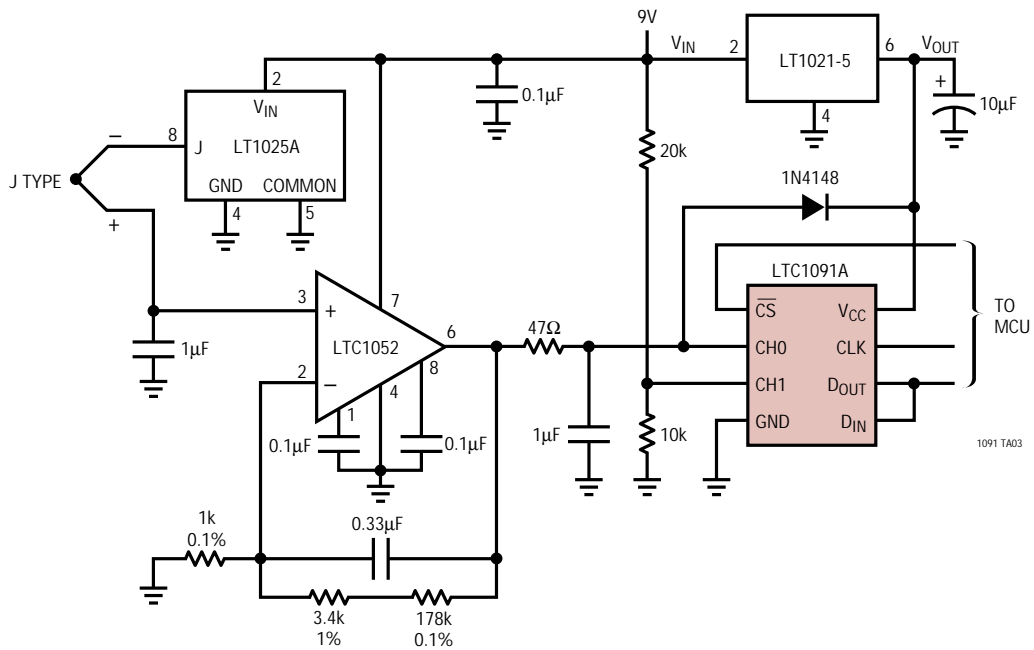 9V
VIN
2
LT1021-5
6
VOUT
4
+
10µF
2
VIN
8
J
LT1025A
GND
COMMON
4
5
0.1µF
J TYPE
–
+
20k
1N4148
LTC1091A
CS
VCC
CH0
CLK
CH1
DOUT
GND
DIN
TO
MCU
3
+
7
LTC1052
6
2
–
1
4
8
1µF
47Ω
0.1µF
0.1µF
1µF
10k
1091 TA03
1k
0.1%
0.33µF
3.4k
1%
178k
0.1%